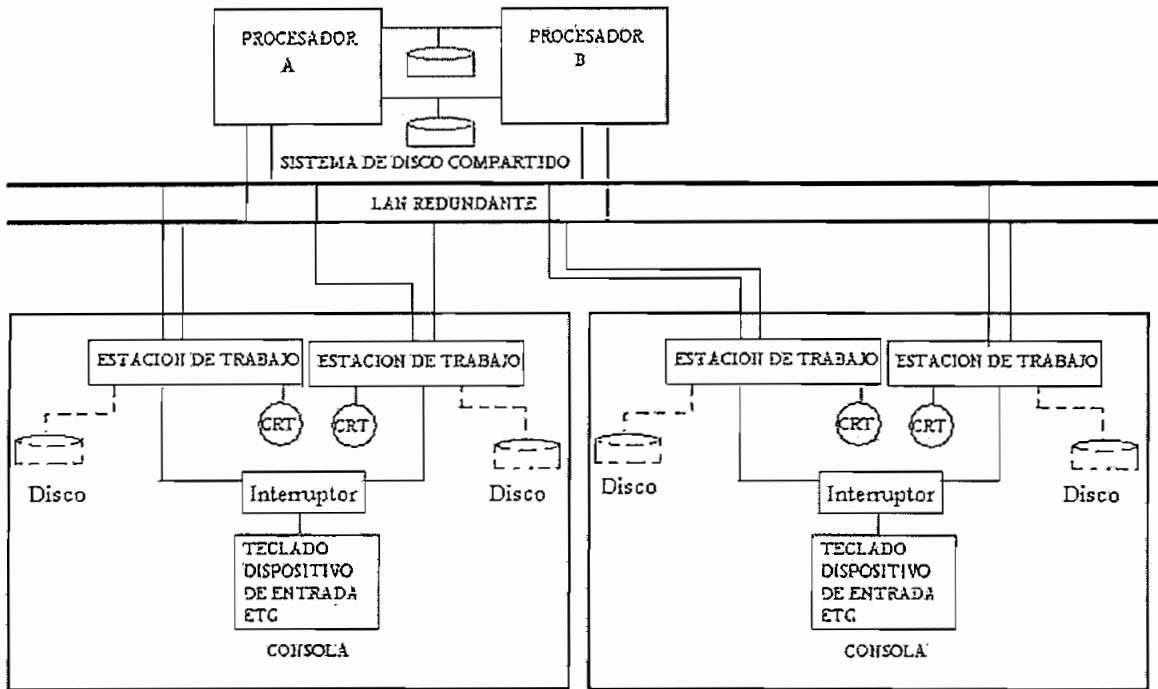 PROCESADOR
A
PROCESADOR
B
SISTEMA DE DISCO COMPARTIDO
LAN REDUNDANTE
ESTACION DE TRABAJO
ESTACION DE TRABAJO
CRT
CRT
Disco
Disco
Interruptor
TECLADO
DISPOSITIVO
DE ENTRADA
ETC
CONSOLA
ESTACION DE TRABAJO
ESTACION DE TRABAJO
CRT
CRT
Disco
Disco
Interruptor
TECLADO
DISPOSITIVO
DE ENTRADA
ETC
CONSOLA